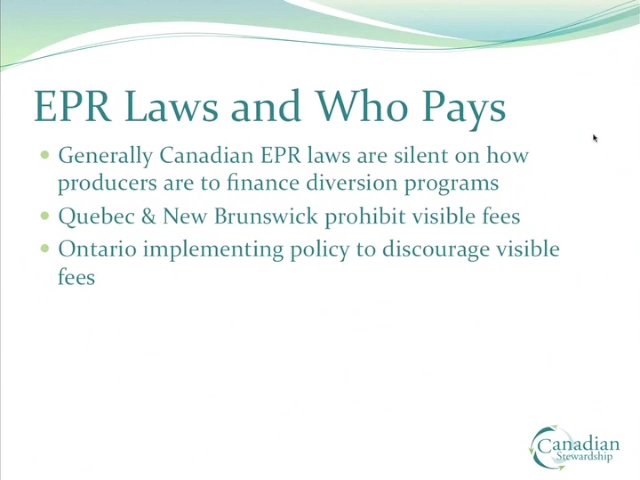 EPR Laws and Who Pays
• Generally Canadian EPR laws are silent on how
producers are to finance diversion programs
• Quebec & New Brunswick prohibit visible fees
• Ontario implementing policy to discourage visible
fees
Canadian
Stewardship